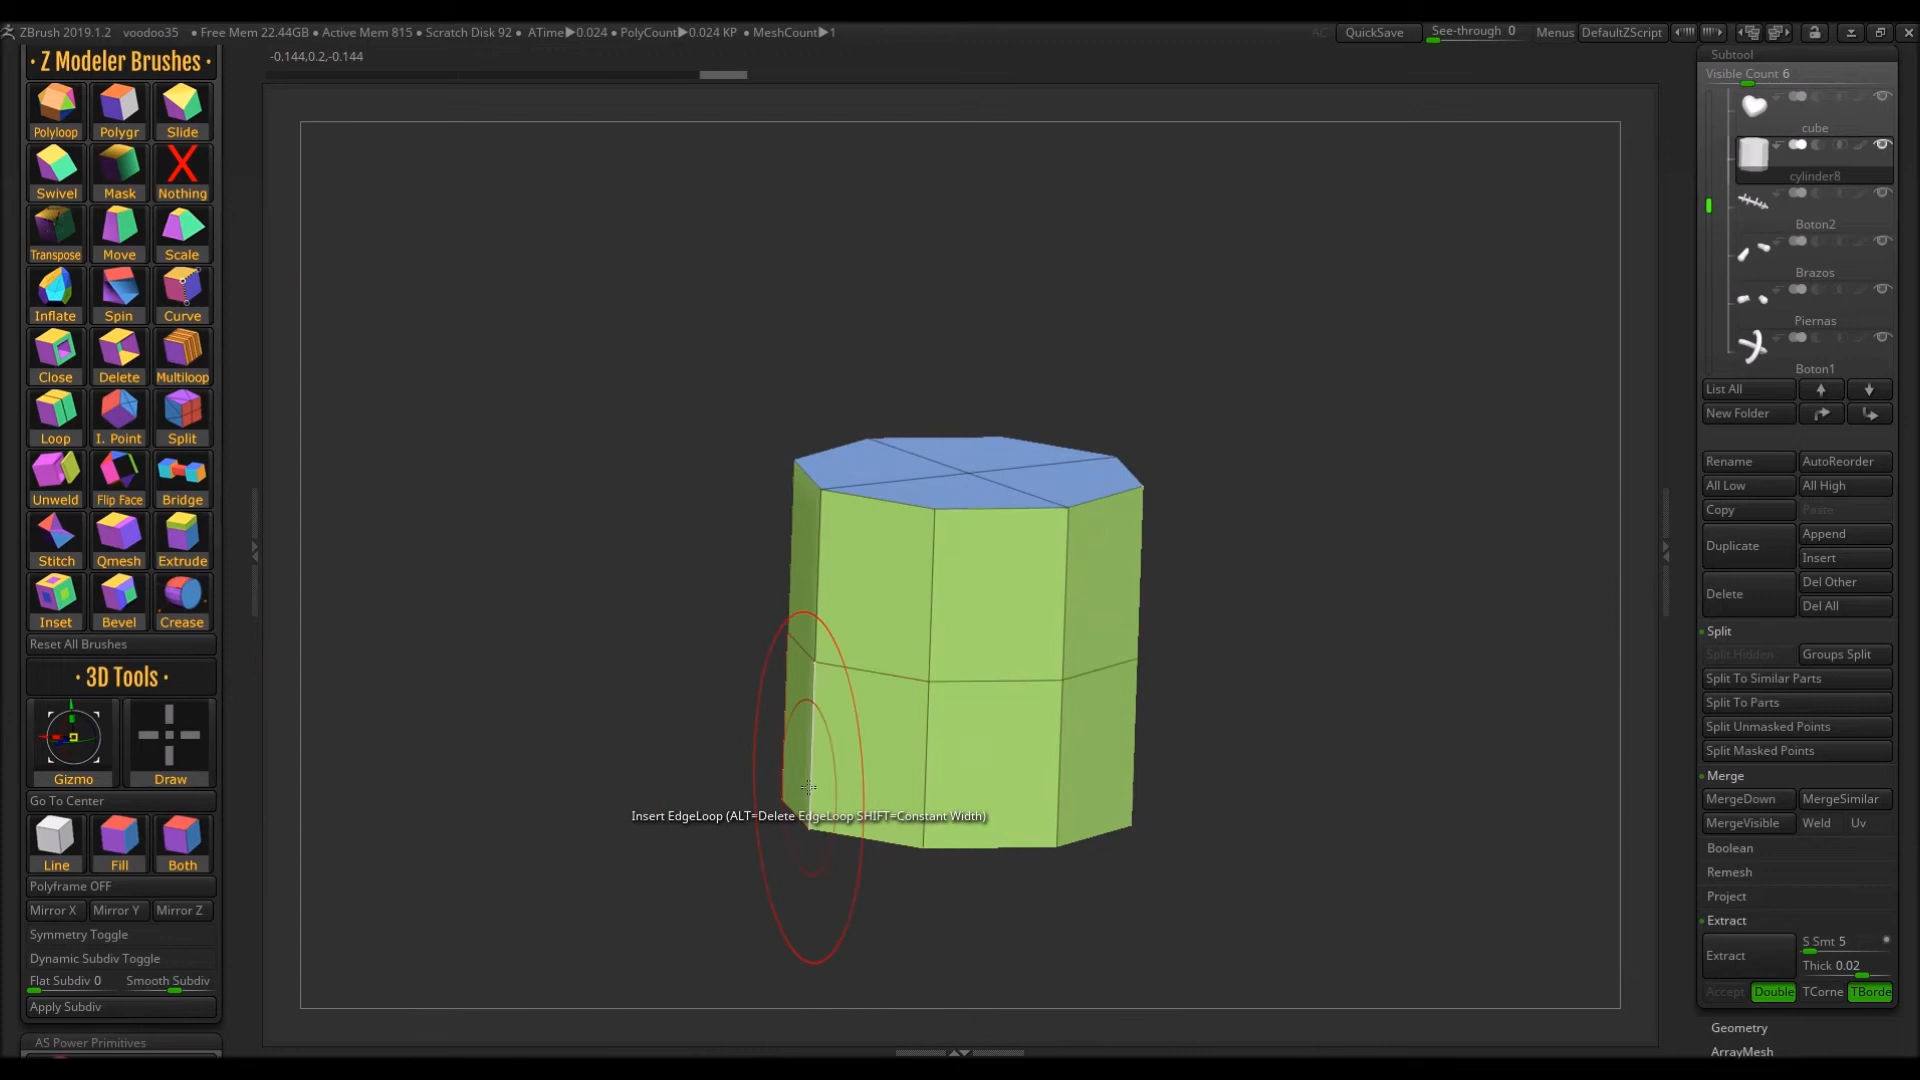 ZBrush 2019.1.2 voodoo35 • Free Mem 22.44GB • Active Mem 815 • Scratch Disk 92 • ATime▶0.024 • PolyCount▶0.024 KP • MeshCount▶1
AC QuickSave See-through 0 Menus DefaultZScript
-0.144,0.2,-0.144
· Z Modeler Brushes ·
Polyloop Polygr Slide
Swivel Mask Nothing
Transpose Move Scale
Inflate Spin Curve
Close Delete Multiloop
Loop I. Point Split
Unweld Flip Face Bridge
Stitch Qmesh Extrude
Inset Bevel Crease
Reset All Brushes
· 3D Tools ·
Gizmo Draw
Go To Center
Line Fill Both
Polyframe OFF
Mirror X Mirror Y Mirror Z
Symmetry Toggle
Dynamic Subdiv Toggle
Flat Subdiv 0 Smooth Subdiv
Apply Subdiv
AS Power Primitives
Insert EdgeLoop (ALT=Delete EdgeLoop SHIFT=Constant Width)
Subtool
Visible Count 6
cube
cylinder8
Boton2
Brazos
Piernas
Boton1
List All
New Folder
Rename AutoReorder
All Low All High
Copy Paste
Duplicate Append
Insert
Delete Del Other
Del All
Split
Split Hidden Groups Split
Split To Similar Parts
Split To Parts
Split Unmasked Points
Split Masked Points
Merge
MergeDown MergeSimilar
MergeVisible Weld Uv
Boolean
Remesh
Project
Extract
Extract S Smt 5
Thick 0.02
Accept Double TCorne TBorde
Geometry
ArrayMesh